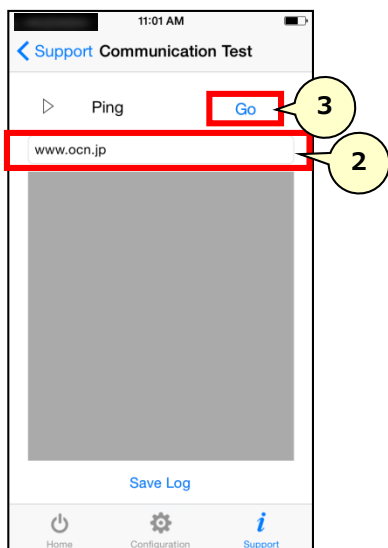 11:01 AM
Support Communication Test
Ping Go 3
www.ocn.jp 2
Save Log
Home Configuration Support